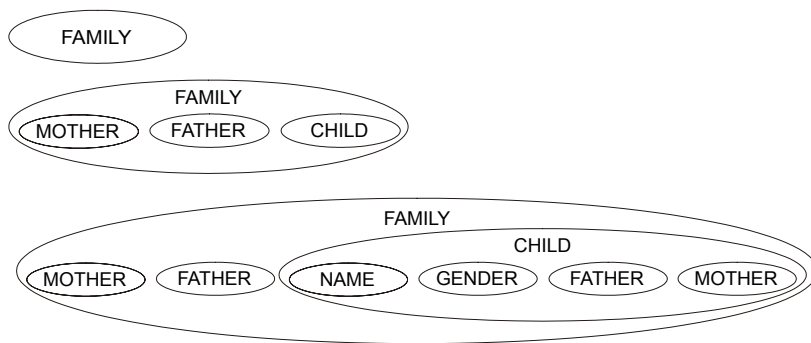 FAMILY
FAMILY
MOTHER FATHER CHILD
FAMILY
CHILD
MOTHER FATHER NAME GENDER FATHER MOTHER